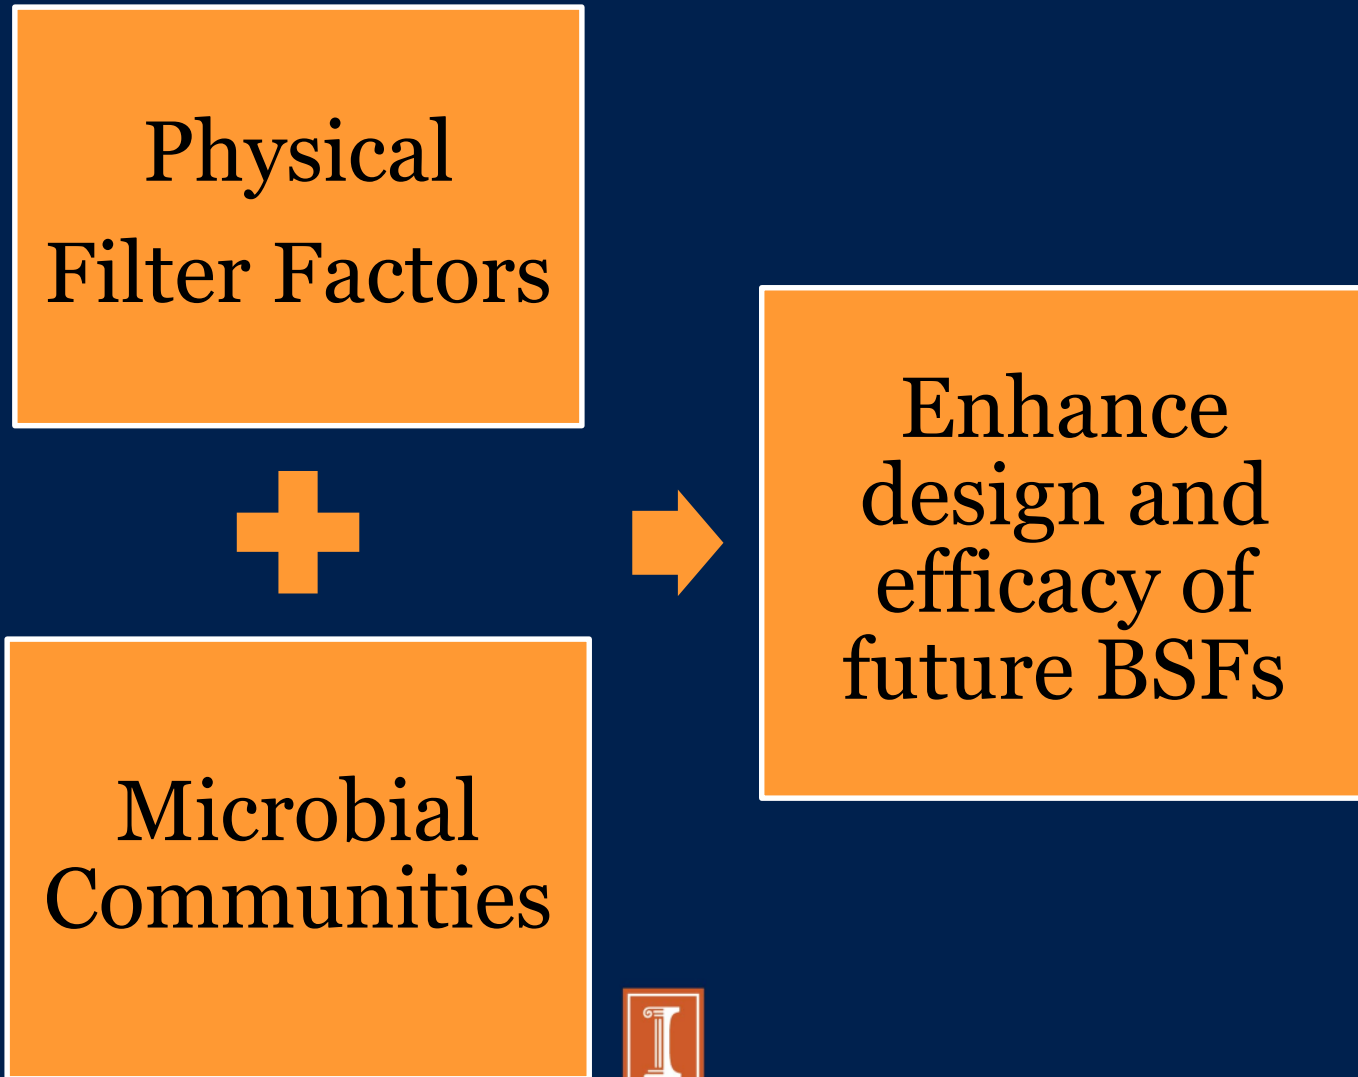 Physical
Filter Factors
Microbial
Communities
Enhance
design and
efficacy of
future BSFs
I